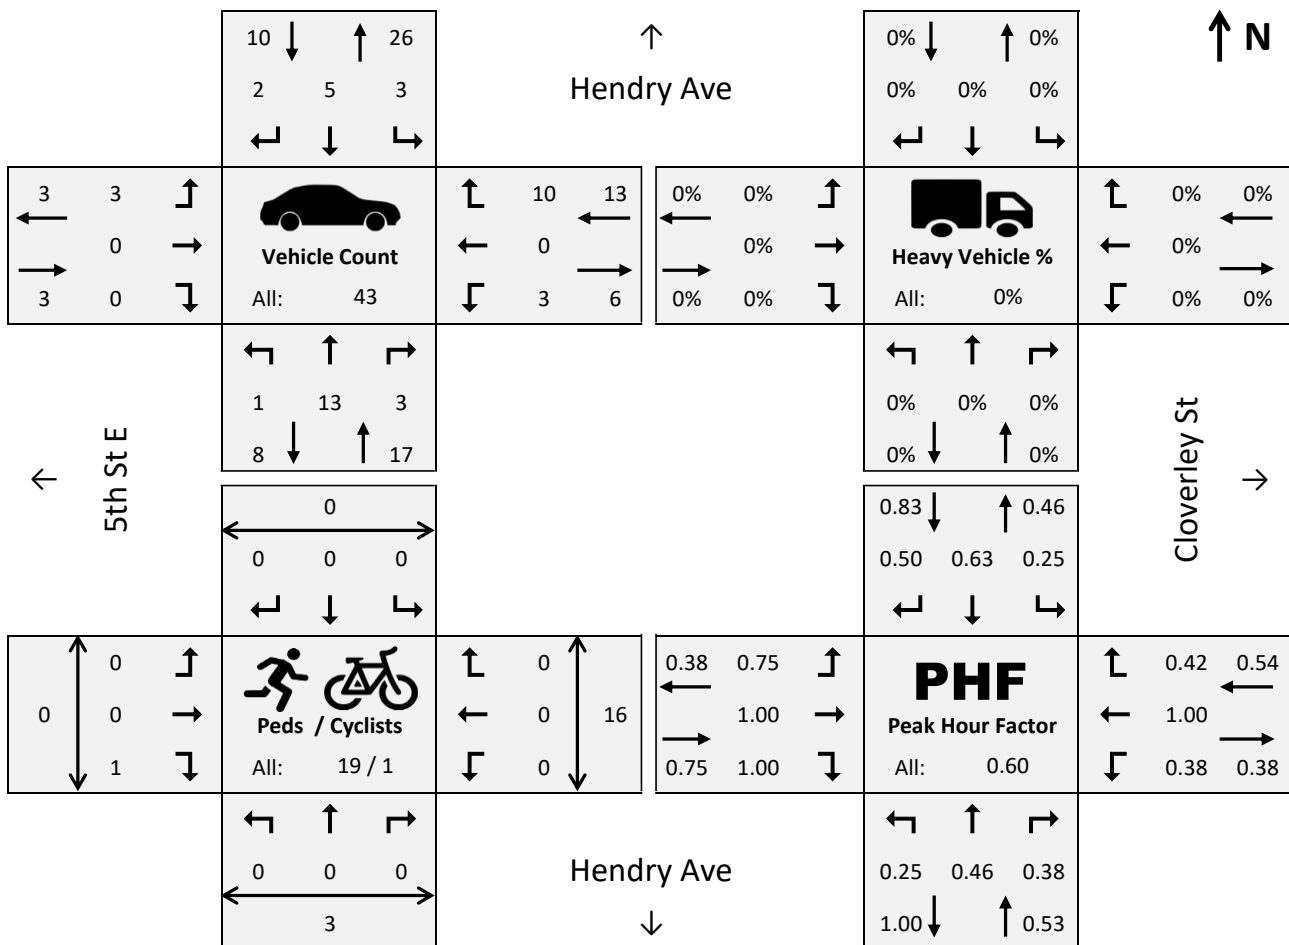 10 26 0% 0% N
Hendry Ave
2 5 3 0% 0% 0%
3 3 10 13 0% 0% 0% 0%
0 0 0% 0%
Vehicle Count Heavy Vehicle %
3 0 All: 43 3 6 0% 0% All: 0% 0% 0%
1 13 3 0% 0% 0%
8 17 0% 0%
5th St E
Cloverley St
0 0.83 0.46
0 0 0 0.50 0.63 0.25
0 0 0.38 0.75 PHF 0.42 0.54
0 0 0 16 1.00 1.00
Peds / Cyclists Peak Hour Factor
1 All: 19 / 1 0 0.75 1.00 All: 0.60 0.38 0.38
0 0 0 0.25 0.46 0.38
Hendry Ave
3 1.00 0.53